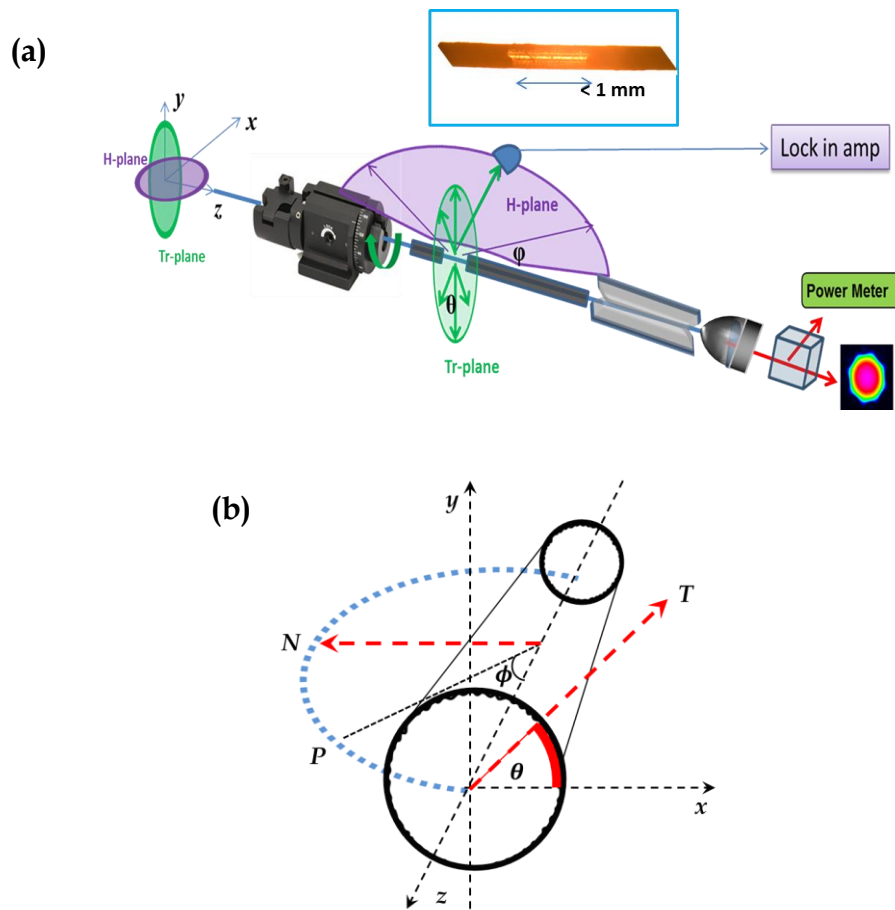 (a)
< 1 mm
y
x
H-plane
Lock in amp
H-plane
z
Tr-plane
φ
θ
Power Meter
Tr-plane
(b)
y
T
N
ϕ
P
θ
x
z